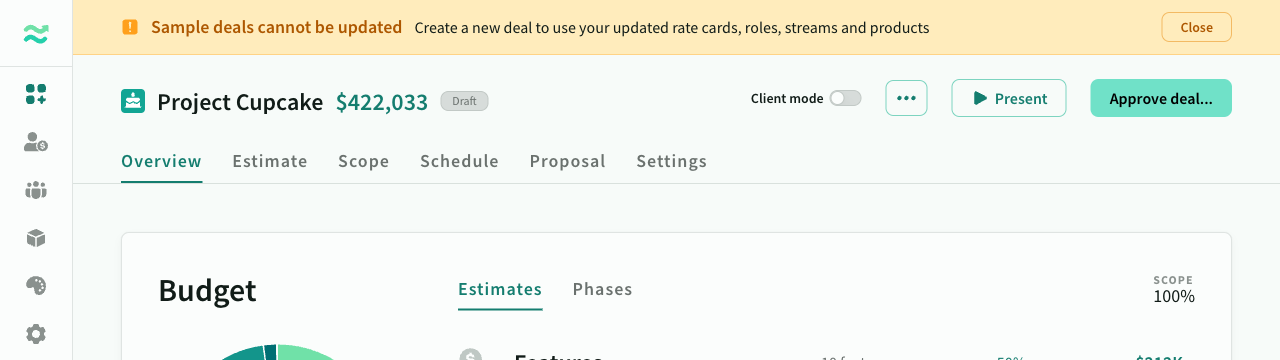 Sample deals cannot be updated Create a new deal to use your updated rate cards, roles, streams and products Close
Project Cupcake $422,033 Draft Client mode Present Approve deal...
Overview Estimate Scope Schedule Proposal Settings
Budget Estimates Phases SCOPE
100%
Features